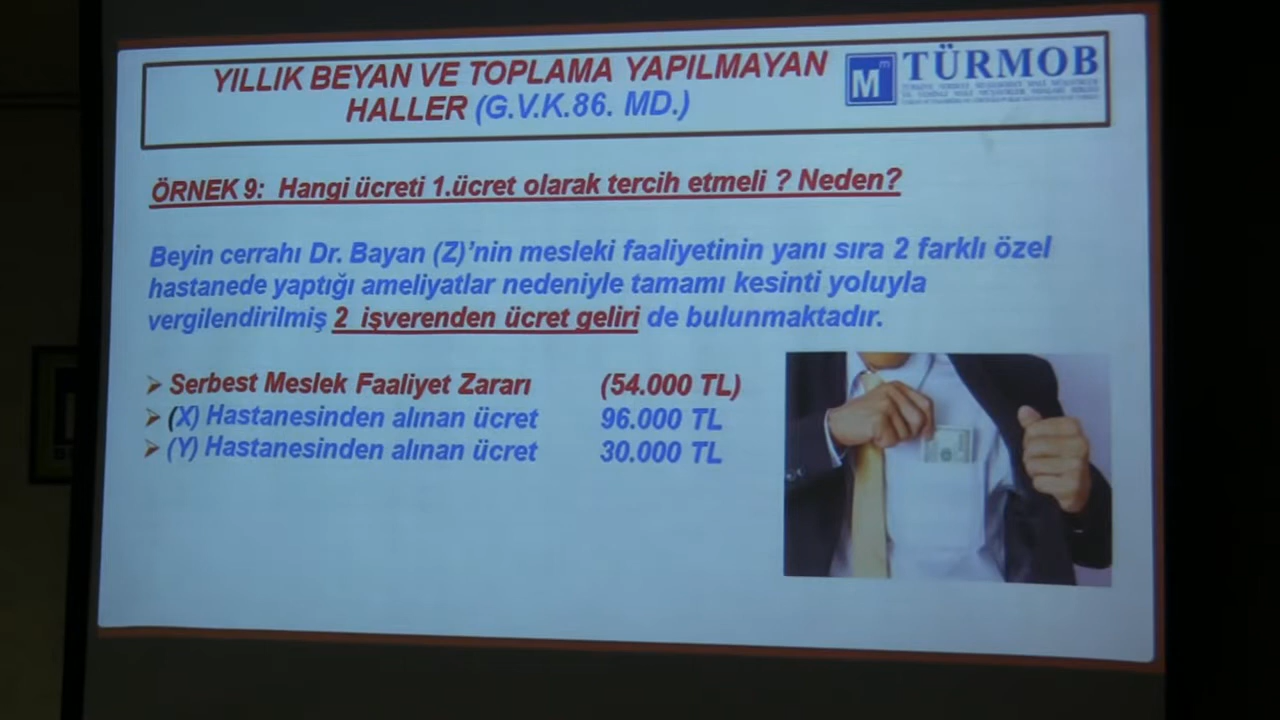 YILLIK BEYAN VE TOPLAMA YAPILMAYAN
HALLER (G.V.K.86. MD.)
M
m
TÜRMOB
ÖRNEK 9: Hangi ücreti 1.ücret olarak tercih etmeli ? Neden?
Beyin cerrahı Dr. Bayan (Z)'nin mesleki faaliyetinin yanı sıra 2 farklı özel
hastanede yaptığı ameliyatlar nedeniyle tamamı kesinti yoluyla
vergilendirilmiş 2 işverenden ücret geliri de bulunmaktadır.
➢ Serbest Meslek Faaliyet Zararı (54.000 TL)
➢ (X) Hastanesinden alınan ücret 96.000 TL
➢ (Y) Hastanesinden alınan ücret 30.000 TL